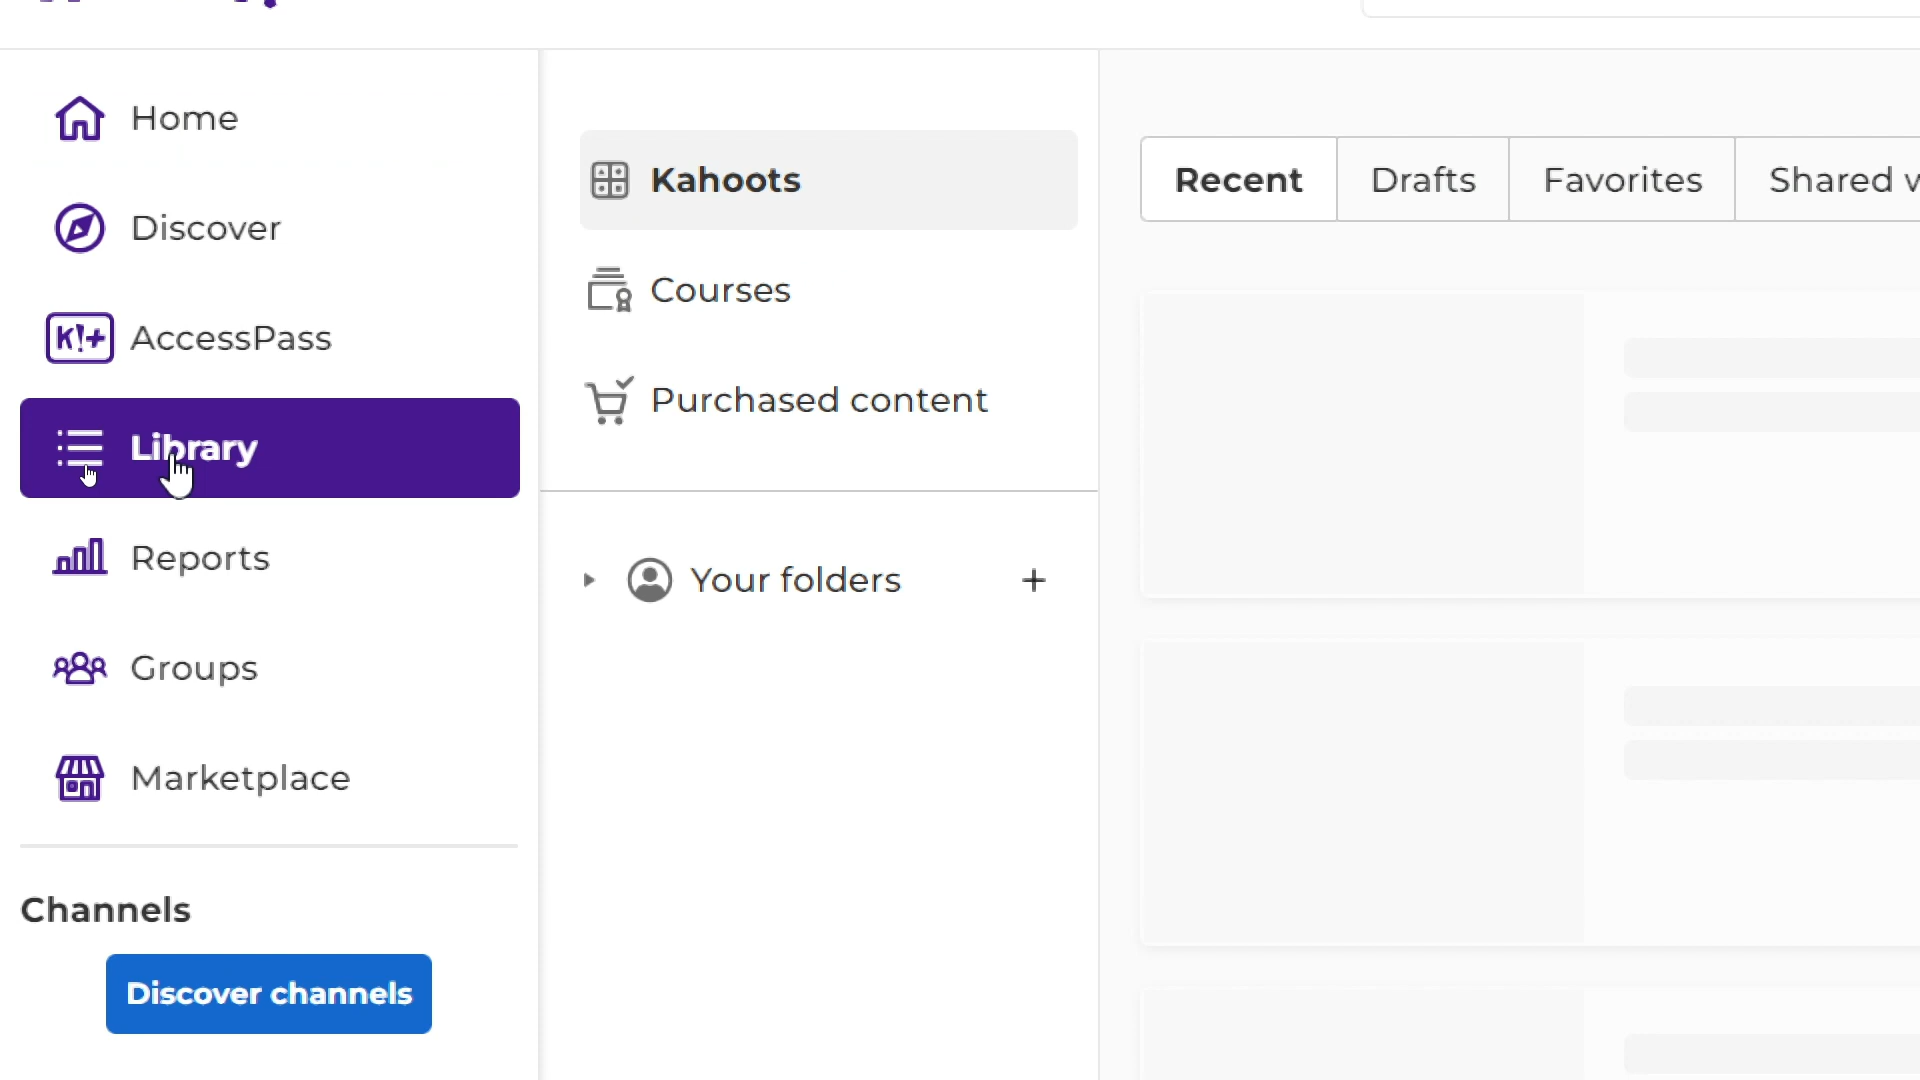 Home
Discover
K!+ AccessPass
Library
Reports
Groups
Marketplace
Channels
Discover channels
Kahoots
Courses
Purchased content
Your folders +
Recent
Drafts
Favorites
Shared